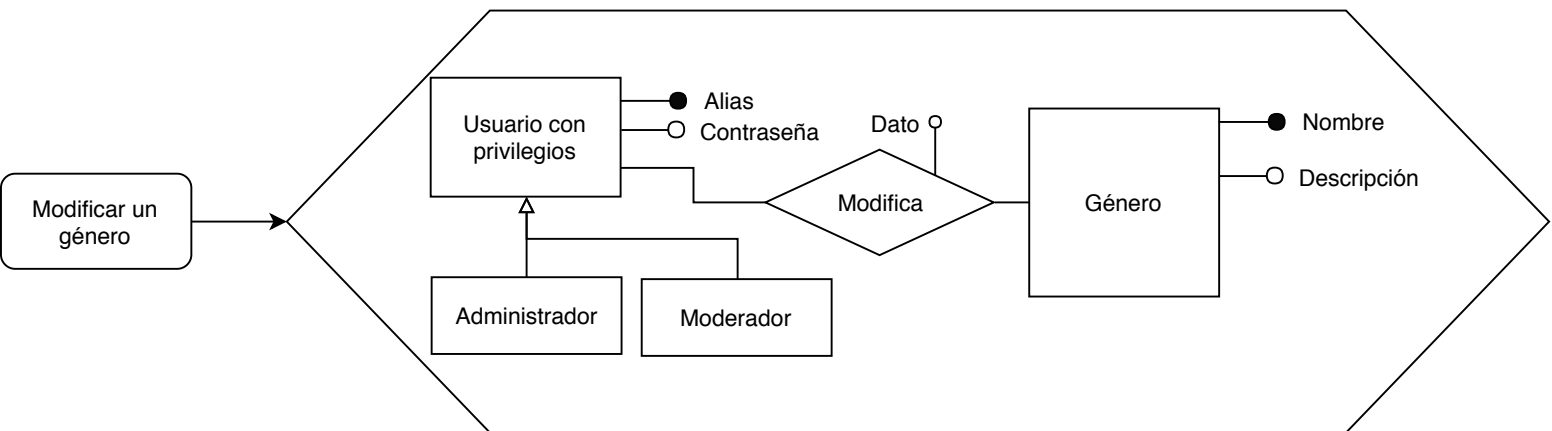 Modificar un
género
Usuario con
privilegios
Alias
Contraseña
Administrador
Moderador
Dato
Modifica
Género
Nombre
Descripción